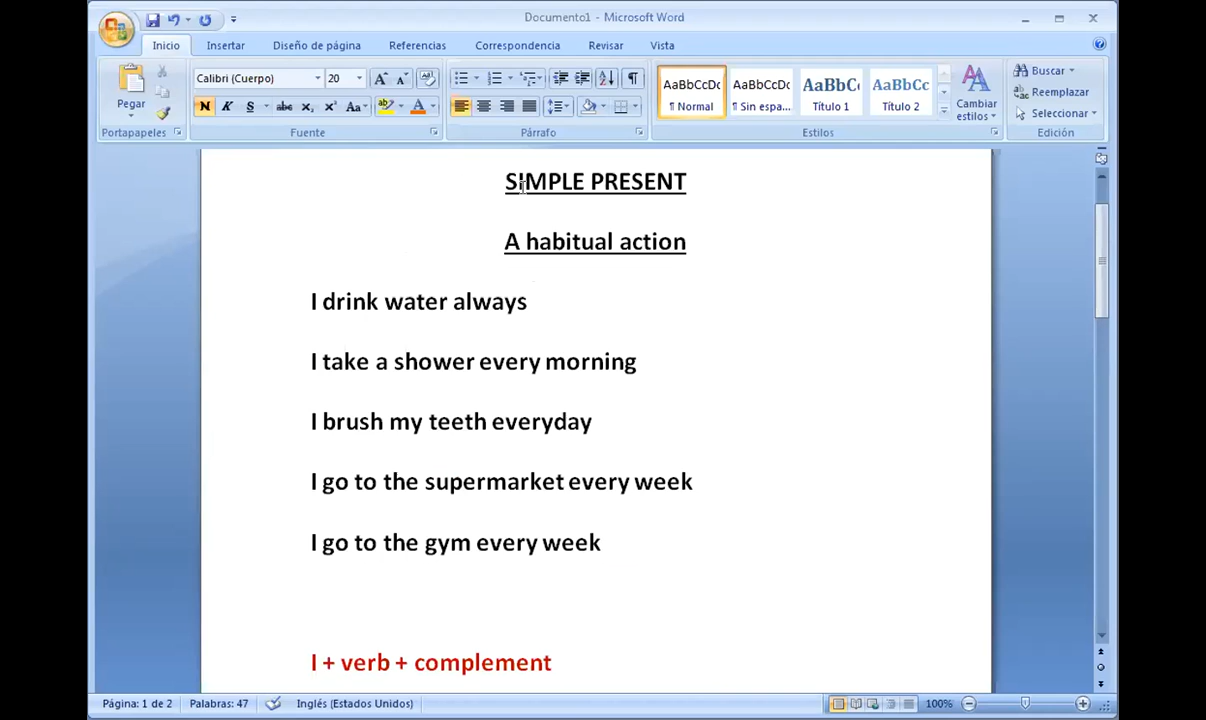 Documento1 - Microsoft Word
Inicio Insertar Diseño de página Referencias Correspondencia Revisar Vista
Pegar
Calibri (Cuerpo) 20
N K S abc x₂ x² Aa
AaBbCcDc AaBbCcDc AaBbC AaBbCc
¶ Normal ¶ Sin espa... Título 1 Título 2
Cambiar estilos
Buscar
Reemplazar
Seleccionar
Portapapeles Fuente Párrafo Estilos Edición
SIMPLE PRESENT
A habitual action
I drink water always
I take a shower every morning
I brush my teeth everyday
I go to the supermarket every week
I go to the gym every week
I + verb + complement
Página: 1 de 2 Palabras: 47 Inglés (Estados Unidos) 100%